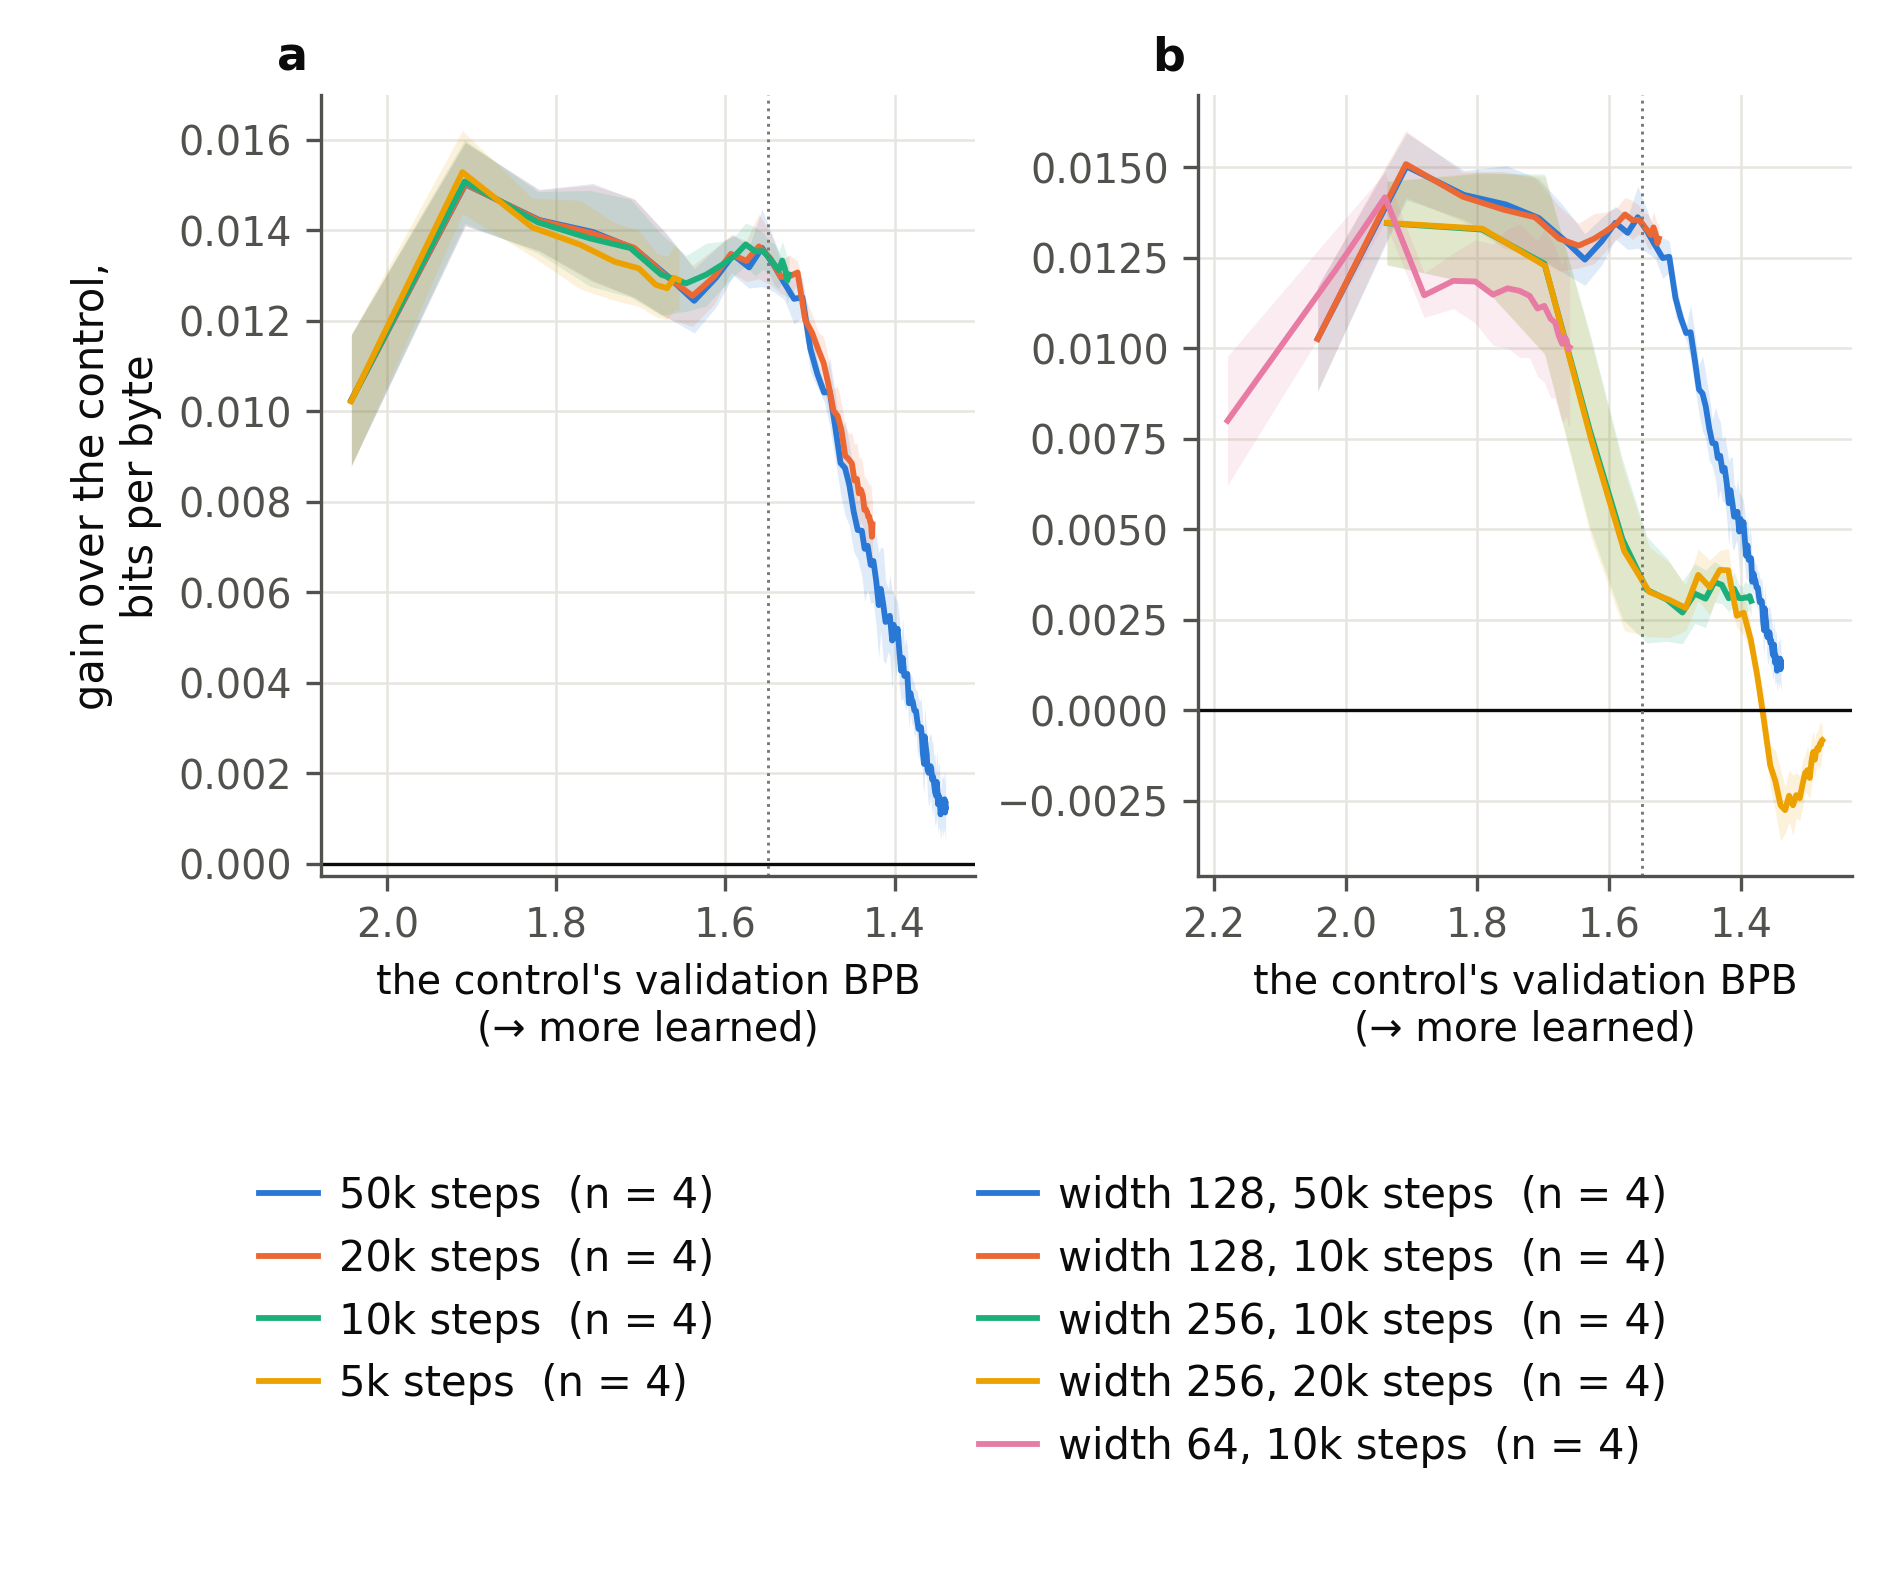 a
b
gain over the control,
bits per byte
0.016
0.014
0.012
0.010
0.008
0.006
0.004
0.002
0.000
2.0
1.8
1.6
1.4
the control's validation BPB
(→ more learned)
0.0150
0.0125
0.0100
0.0075
0.0050
0.0025
0.0000
−0.0025
2.2
2.0
1.8
1.6
1.4
the control's validation BPB
(→ more learned)
50k steps (n = 4)
20k steps (n = 4)
10k steps (n = 4)
5k steps (n = 4)
width 128, 50k steps (n = 4)
width 128, 10k steps (n = 4)
width 256, 10k steps (n = 4)
width 256, 20k steps (n = 4)
width 64, 10k steps (n = 4)